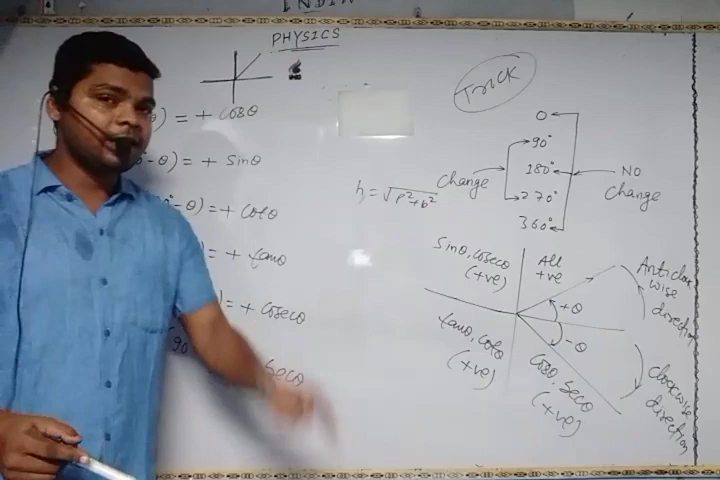 INDIA
PHYSICS
θ) = + cosθ
°-θ) = + sinθ
°-θ) = + cotθ
) = + tanθ
) = + cosecθ
(90
secθ
h = √p²+b²
Trick
0
90°
180°
270°
360°
Change
NO
Change
sinθ, cosecθ
(+ve)
All
+ve
tanθ, cotθ
(+ve)
cosθ, secθ
(+ve)
+θ
-θ
Anticlock
wise
direction
clockwise
direction